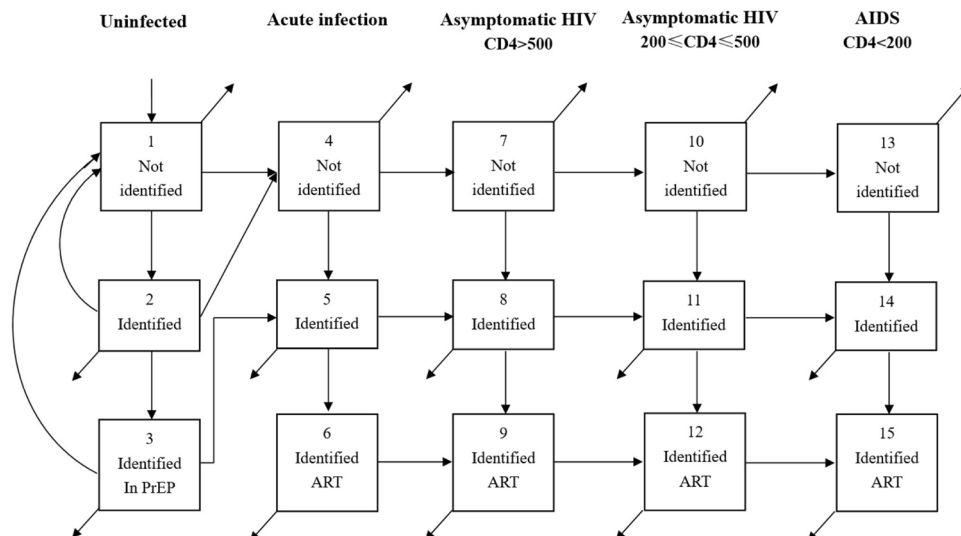 Uninfected
Acute infection
Asymptomatic HIV
CD4>500
Asymptomatic HIV
200≤CD4≤500
AIDS
CD4<200
1
Not
identified
4
Not
identified
7
Not
identified
10
Not
identified
13
Not
identified
2
Identified
5
Identified
8
Identified
11
Identified
14
Identified
3
Identified
In PrEP
6
Identified
ART
9
Identified
ART
12
Identified
ART
15
Identified
ART